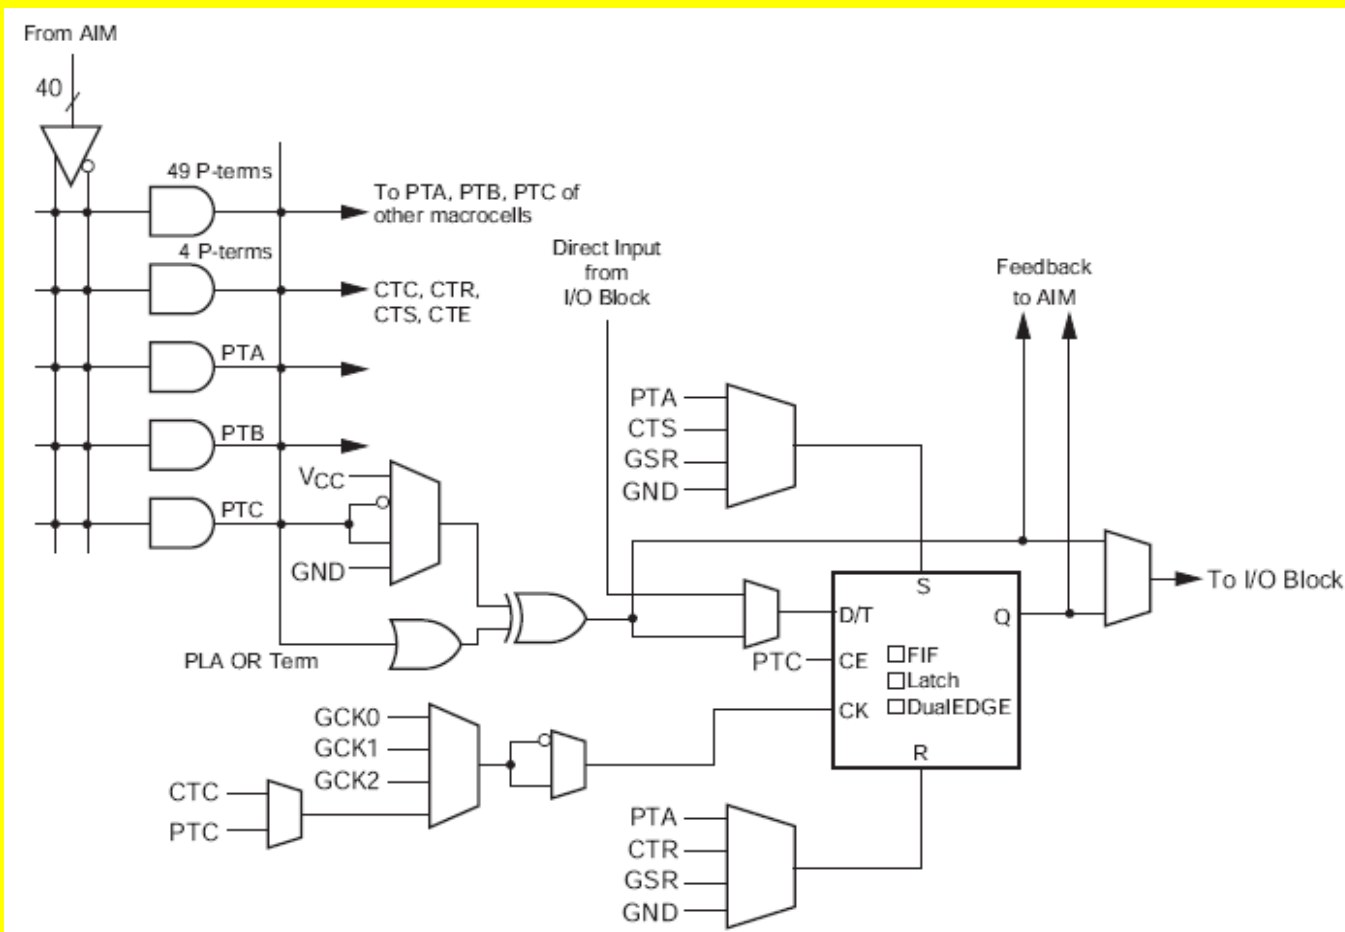 From AIM
40
49 P-terms
To PTA, PTB, PTC of
other macrocells
4 P-terms
CTC, CTR,
CTS, CTE
Direct Input
from
I/O Block
Feedback
to AIM
PTA
PTB
PTC
VCC
GND
PLA OR Term
PTA
CTS
GSR
GND
S
D/T
Q
PTC
CE
CK
R
FIF
Latch
DualEDGE
To I/O Block
GCK0
GCK1
GCK2
CTC
PTC
PTA
CTR
GSR
GND